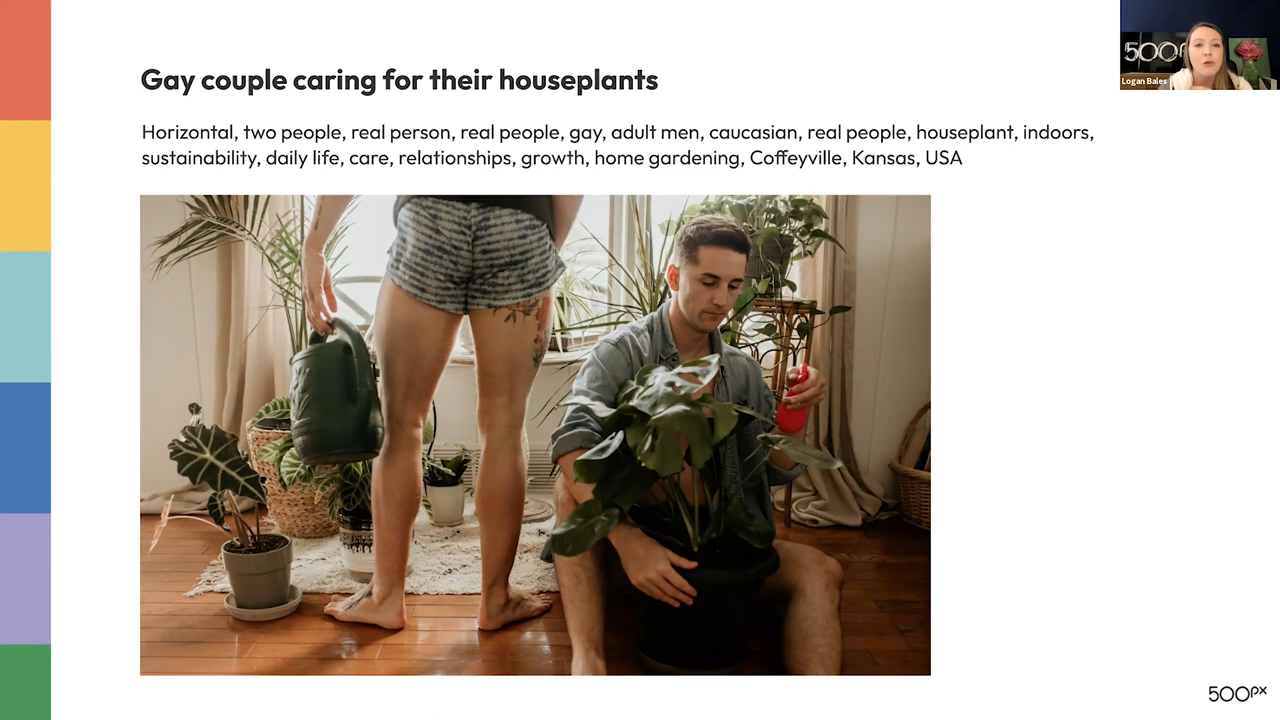 Gay couple caring for their houseplants
Horizontal, two people, real person, real people, gay, adult men, caucasian, real people, houseplant, indoors,
sustainability, daily life, care, relationships, growth, home gardening, Coffeyville, Kansas, USA
500
Logan Bales
500px